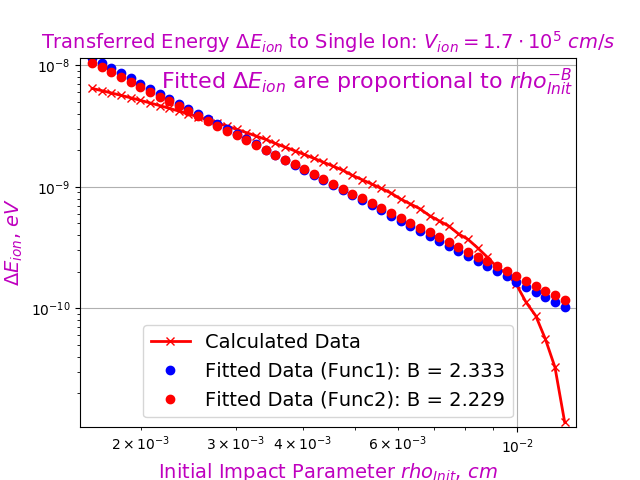 Transferred Energy ΔE_ion to Single Ion: V_ion = 1.7 · 10^5 cm/s
Fitted ΔE_ion are proportional to rho_Init^−B
ΔE_ion, eV
10^−8
10^−9
10^−10
Calculated Data
Fitted Data (Func1): B = 2.333
Fitted Data (Func2): B = 2.229
2 × 10^−3 3 × 10^−3 4 × 10^−3 6 × 10^−3 10^−2
Initial Impact Parameter rho_Init, cm